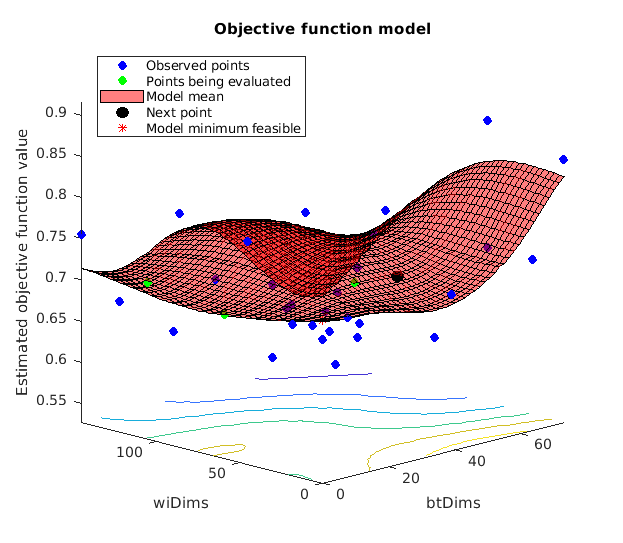 Objective function model
Observed points
Points being evaluated
Model mean
Next point
Model minimum feasible
Estimated objective function value
0.9
0.85
0.8
0.75
0.7
0.65
0.6
0.55
100
50
0
0
20
40
60
wiDims
btDims